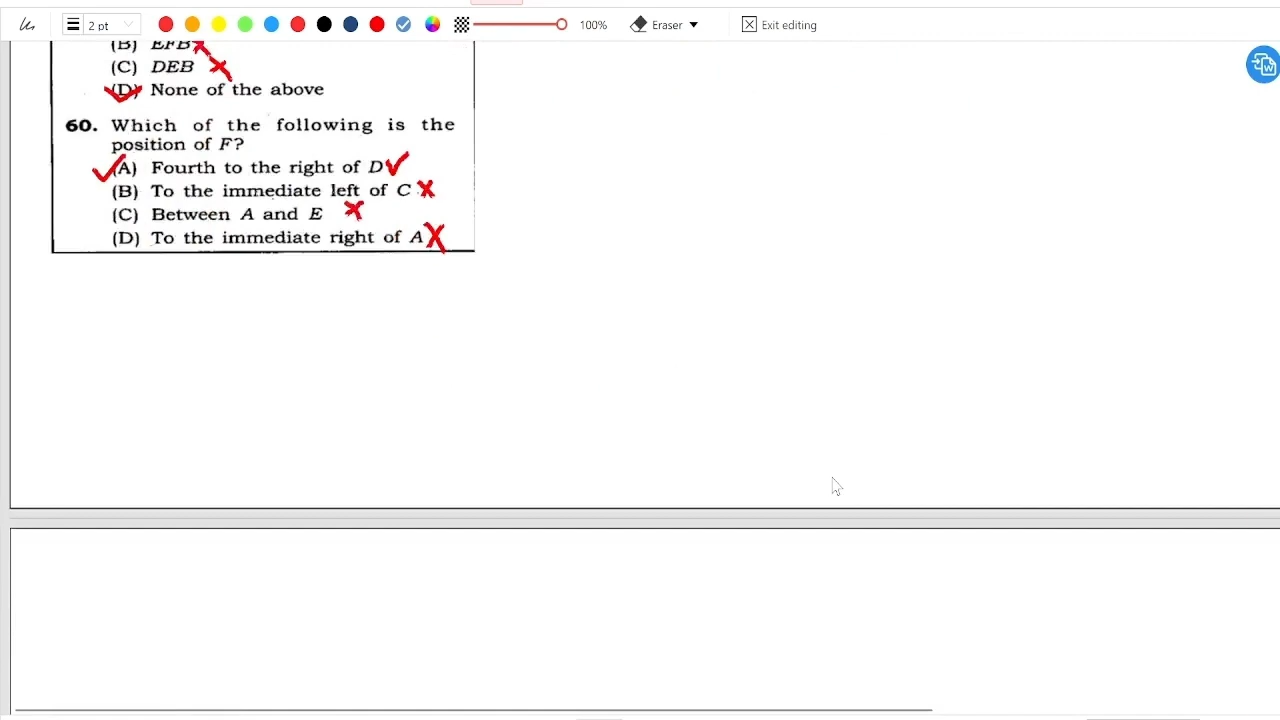 2 pt
100%
Eraser
Exit editing
(B) EFB
(C) DEB
(D) None of the above
60. Which of the following is the
position of F?
(A) Fourth to the right of D
(B) To the immediate left of C
(C) Between A and E
(D) To the immediate right of A